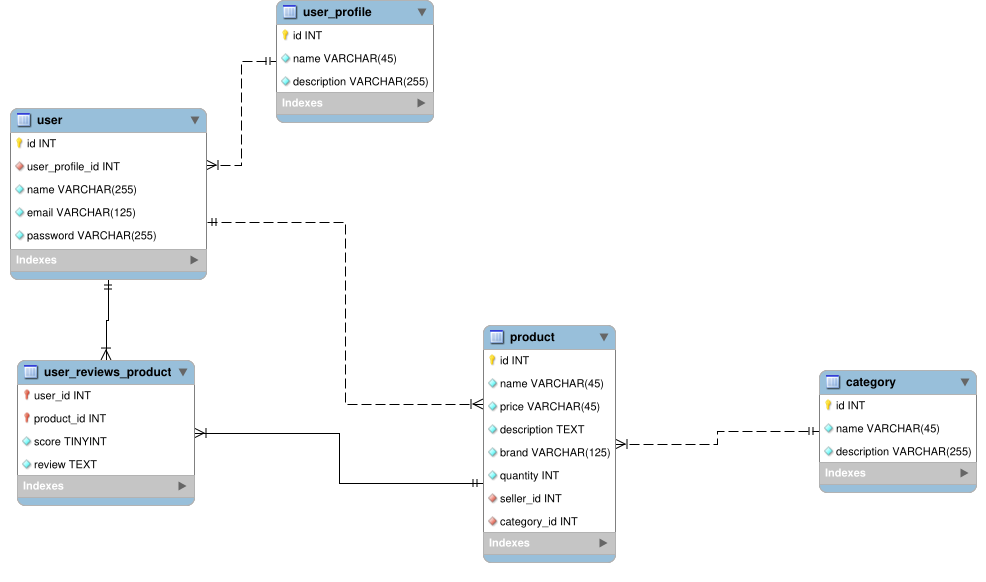 user_profile
id INT
name VARCHAR(45)
description VARCHAR(255)
Indexes
user
id INT
user_profile_id INT
name VARCHAR(255)
email VARCHAR(125)
password VARCHAR(255)
Indexes
user_reviews_product
user_id INT
product_id INT
score TINYINT
review TEXT
Indexes
product
id INT
name VARCHAR(45)
price VARCHAR(45)
description TEXT
brand VARCHAR(125)
quantity INT
seller_id INT
category_id INT
Indexes
category
id INT
name VARCHAR(45)
description VARCHAR(255)
Indexes